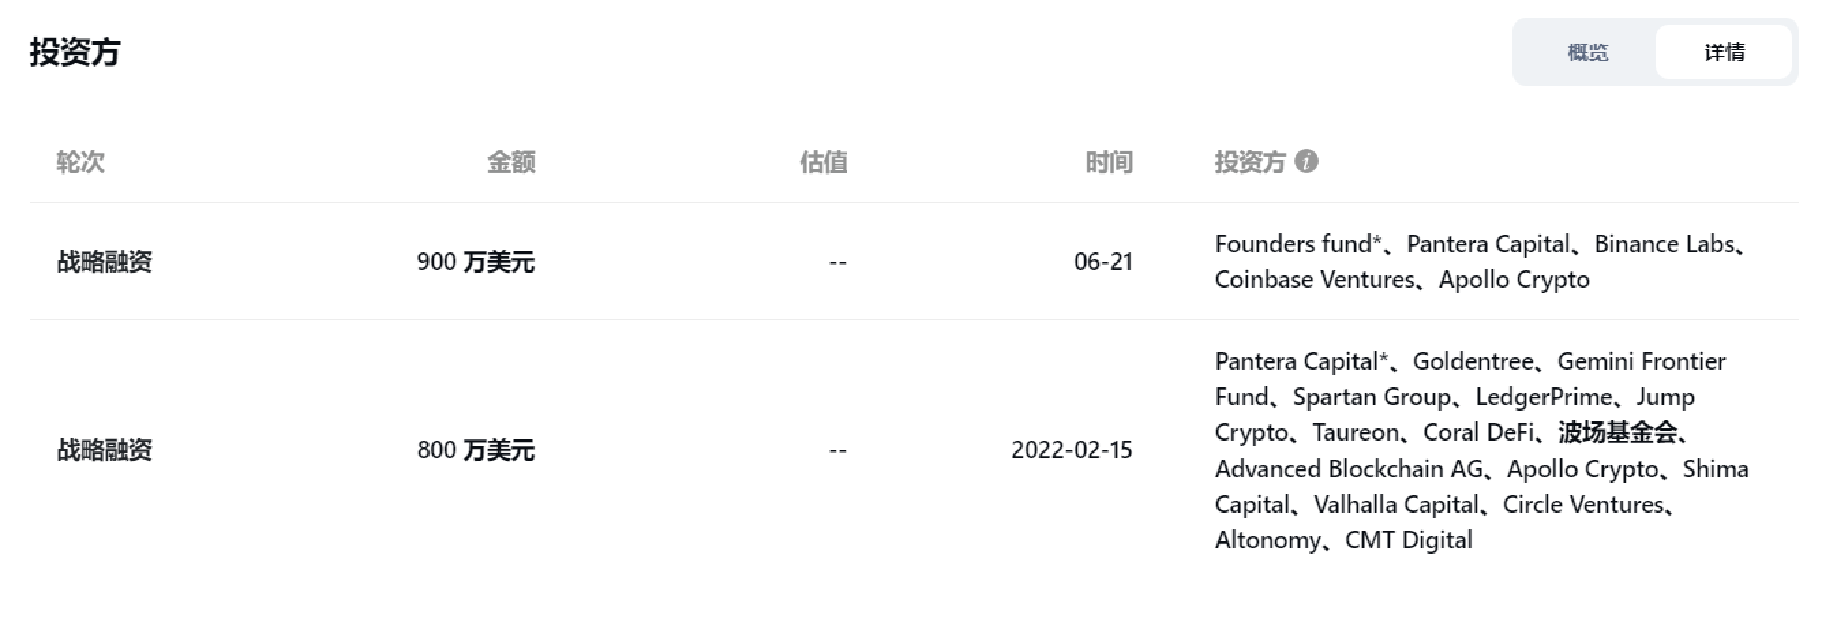 投资方
概览 详情
轮次 金额 估值 时间 投资方
战略融资 900 万美元 -- 06-21 Founders fund*、Pantera Capital、Binance Labs、
Coinbase Ventures、Apollo Crypto
战略融资 800 万美元 -- 2022-02-15 Pantera Capital*、Goldentree、Gemini Frontier
Fund、Spartan Group、LedgerPrime、Jump
Crypto、Taureon、Coral DeFi、波场基金会、
Advanced Blockchain AG、Apollo Crypto、Shima
Capital、Valhalla Capital、Circle Ventures、
Altonomy、CMT Digital